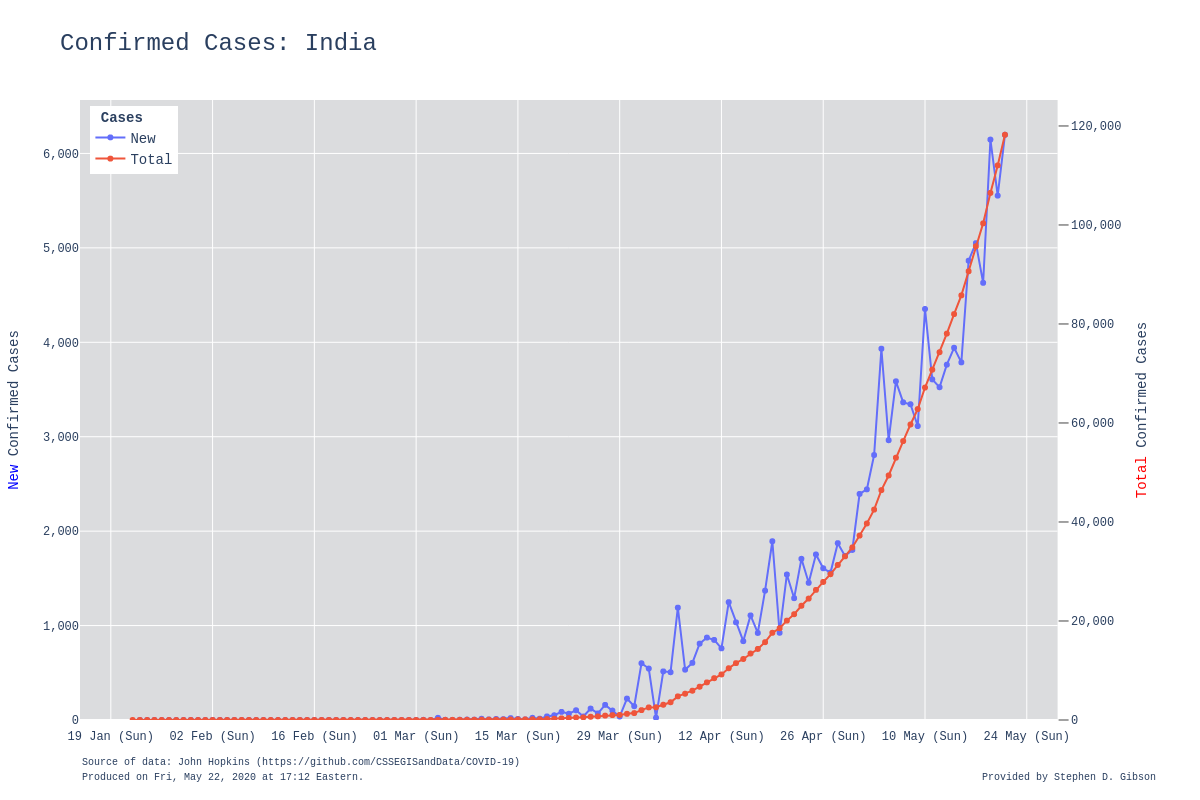 Confirmed Cases: India
Cases
New
Total
6,000
5,000
4,000
3,000
2,000
1,000
0
120,000
100,000
80,000
60,000
40,000
20,000
0
New Confirmed Cases
Total Confirmed Cases
19 Jan (Sun) 02 Feb (Sun) 16 Feb (Sun) 01 Mar (Sun) 15 Mar (Sun) 29 Mar (Sun) 12 Apr (Sun) 26 Apr (Sun) 10 May (Sun) 24 May (Sun)
Source of data: John Hopkins (https://github.com/CSSEGISandData/COVID-19)
Produced on Fri, May 22, 2020 at 17:12 Eastern.
Provided by Stephen D. Gibson